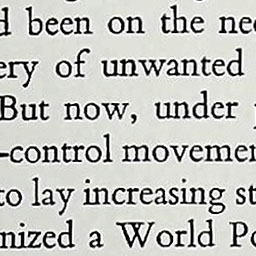 d been on the nee
ery of unwanted
But now, under
-control movemen
to lay increasing st
nized a World Po